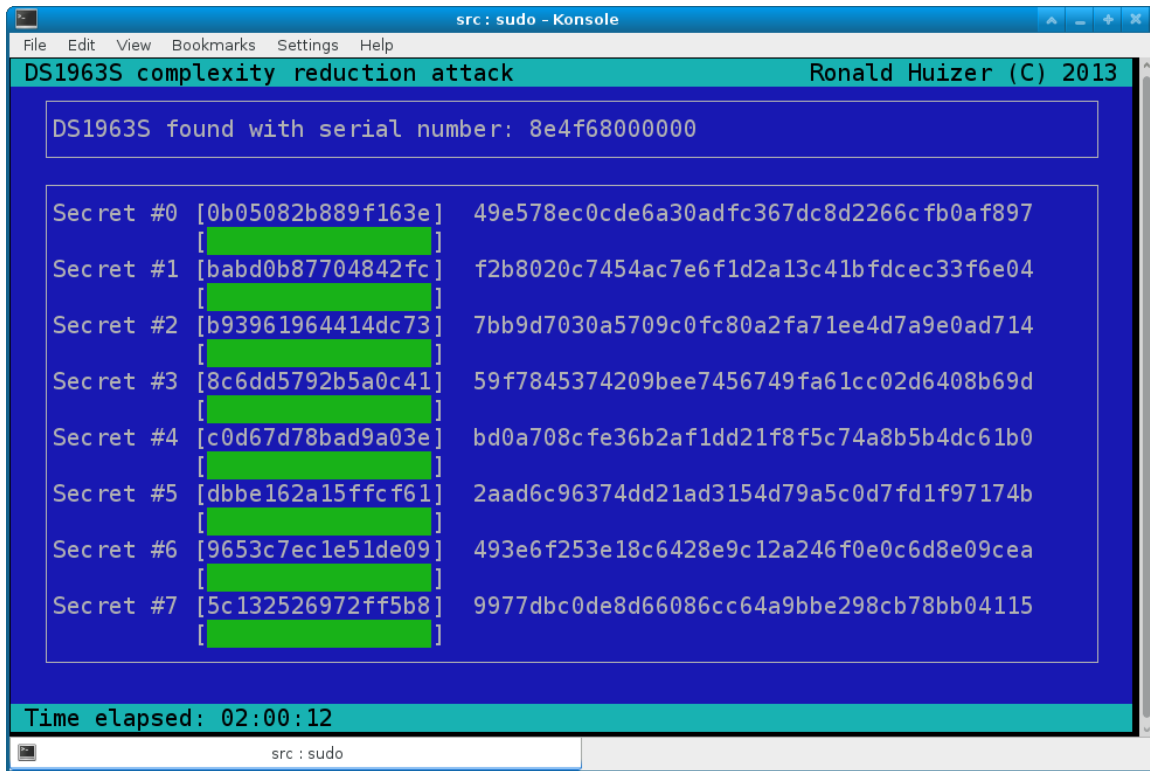 src : sudo – Konsole
File Edit View Bookmarks Settings Help
DS1963S complexity reduction attack Ronald Huizer (C) 2013
DS1963S found with serial number: 8e4f68000000
Secret #0 [0b05082b889f163e] 49e578ec0cde6a30adfc367dc8d2266cfb0af897
[ ]
Secret #1 [babd0b87704842fc] f2b8020c7454ac7e6f1d2a13c41bfdcec33f6e04
[ ]
Secret #2 [b93961964414dc73] 7bb9d7030a5709c0fc80a2fa71ee4d7a9e0ad714
[ ]
Secret #3 [8c6dd5792b5a0c41] 59f7845374209bee7456749fa61cc02d6408b69d
[ ]
Secret #4 [c0d67d78bad9a03e] bd0a708cfe36b2af1dd21f8f5c74a8b5b4dc61b0
[ ]
Secret #5 [dbbe162a15ffcf61] 2aad6c96374dd21ad3154d79a5c0d7fd1f97174b
[ ]
Secret #6 [9653c7ec1e51de09] 493e6f253e18c6428e9c12a246f0e0c6d8e09cea
[ ]
Secret #7 [5c132526972ff5b8] 9977dbc0de8d66086cc64a9bbe298cb78bb04115
[ ]
Time elapsed: 02:00:12
src : sudo